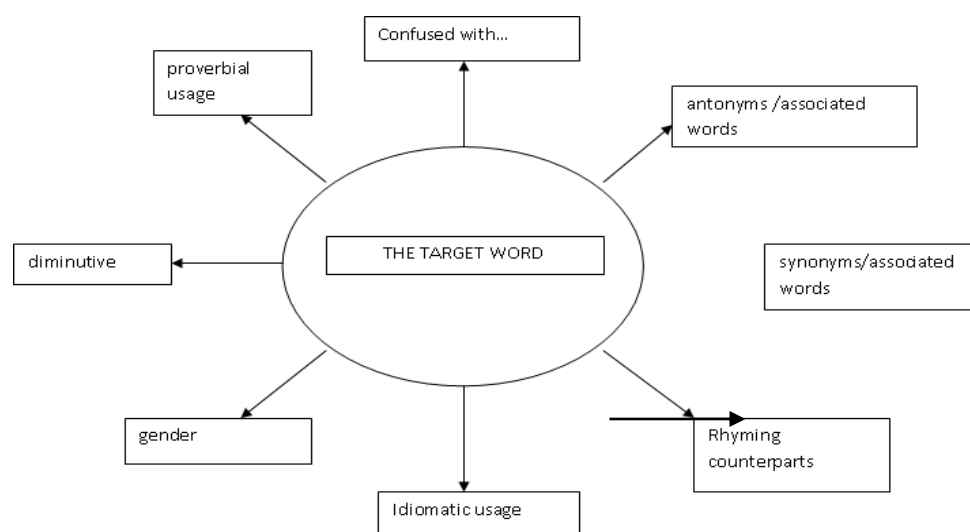 Confused with...
proverbial
usage
antonyms /associated
words
THE TARGET WORD
diminutive
synonyms/associated
words
gender
Rhyming
counterparts
Idiomatic usage